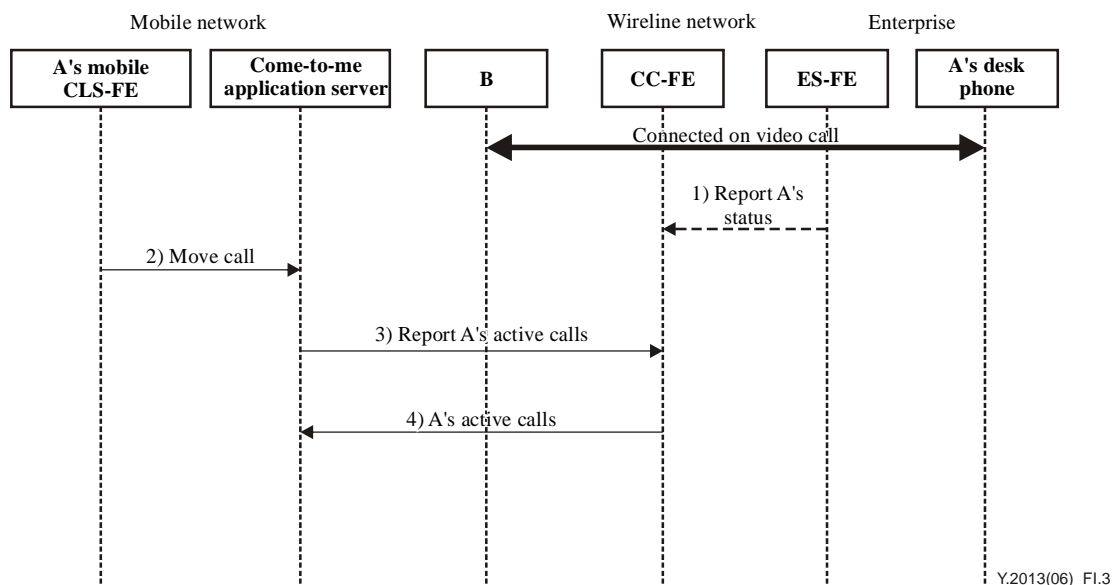 Mobile network
Wireline network
Enterprise
A's mobile
CLS-FE
Come-to-me
application server
B
CC-FE
ES-FE
A's desk
phone
Connected on video call
1) Report A's
status
2) Move call
3) Report A's active calls
4) A's active calls
Y.2013(06)_FI.3